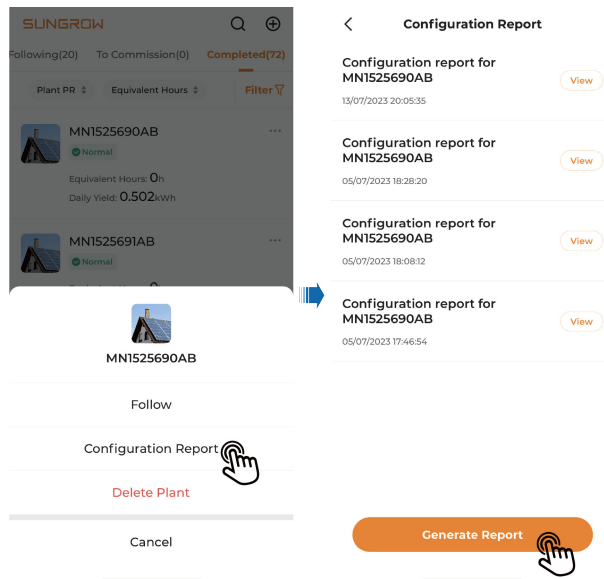 SUNGROW
Following(20) To Commission(0) Completed(72)
Plant PR Equivalent Hours Filter
MN1525690AB
Normal
Equivalent Hours: 0h
Daily Yield: 0.502kWh
MN1525691AB
Normal
MN1525690AB
Follow
Configuration Report
Delete Plant
Cancel
Configuration Report
Configuration report for
MN1525690AB
View
13/07/2023 20:05:35
Configuration report for
MN1525690AB
View
05/07/2023 18:28:20
Configuration report for
MN1525690AB
View
05/07/2023 18:08:12
Configuration report for
MN1525690AB
View
05/07/2023 17:46:54
Generate Report